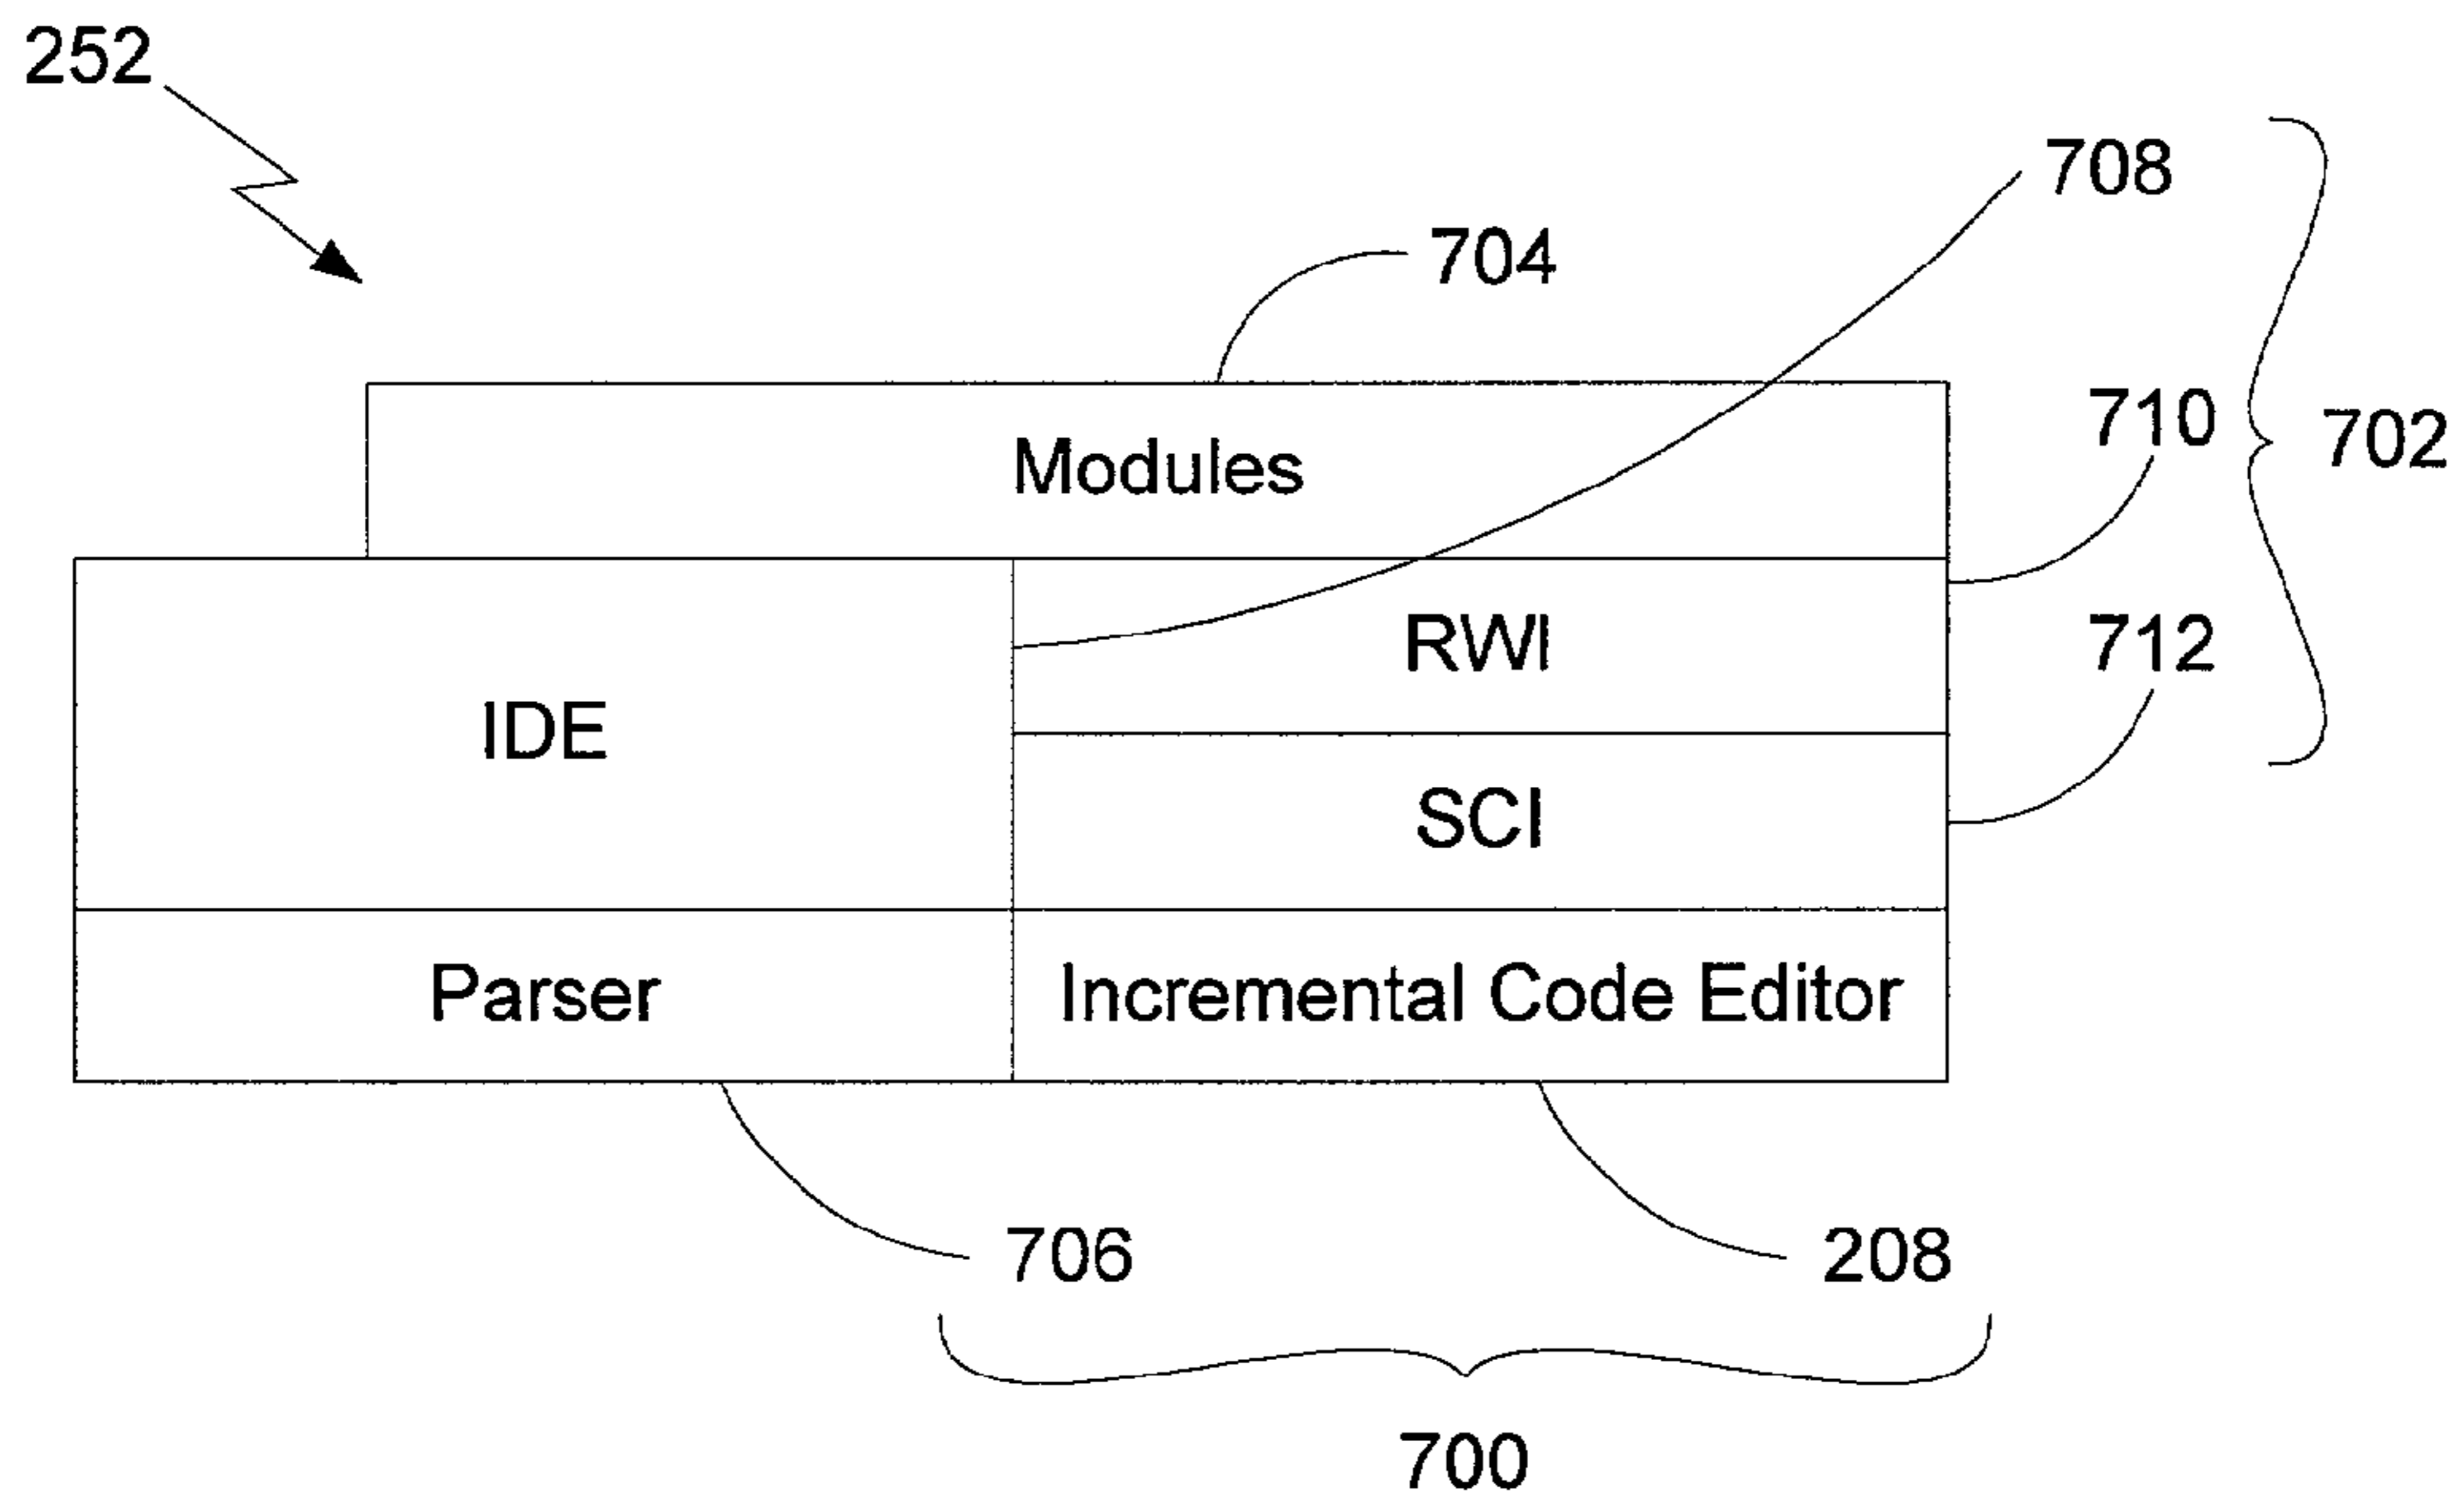 252
708
704
710
702
Modules
RWI
712
IDE
SCI
Parser
Incremental Code Editor
706
208
700